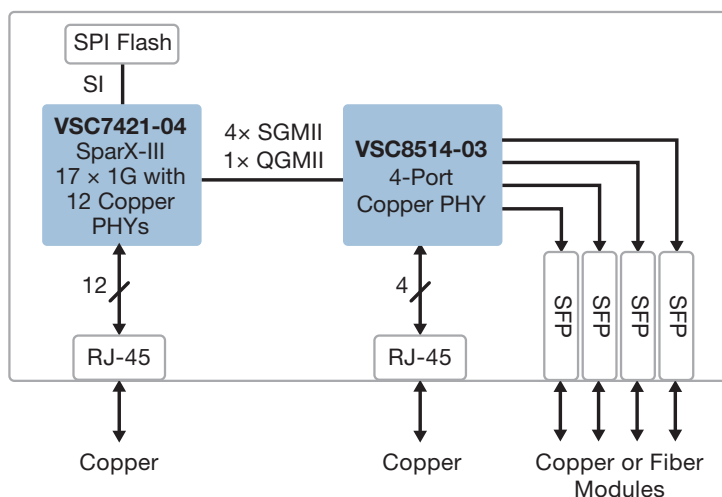 SPI Flash
SI
VSC7421-04
SparX-III
17 × 1G with
12 Copper
PHYs
4× SGMII
1× QGMII
VSC8514-03
4-Port
Copper PHY
12
4
SFP
SFP
SFP
SFP
RJ-45
RJ-45
Copper
Copper
Copper or Fiber
Modules